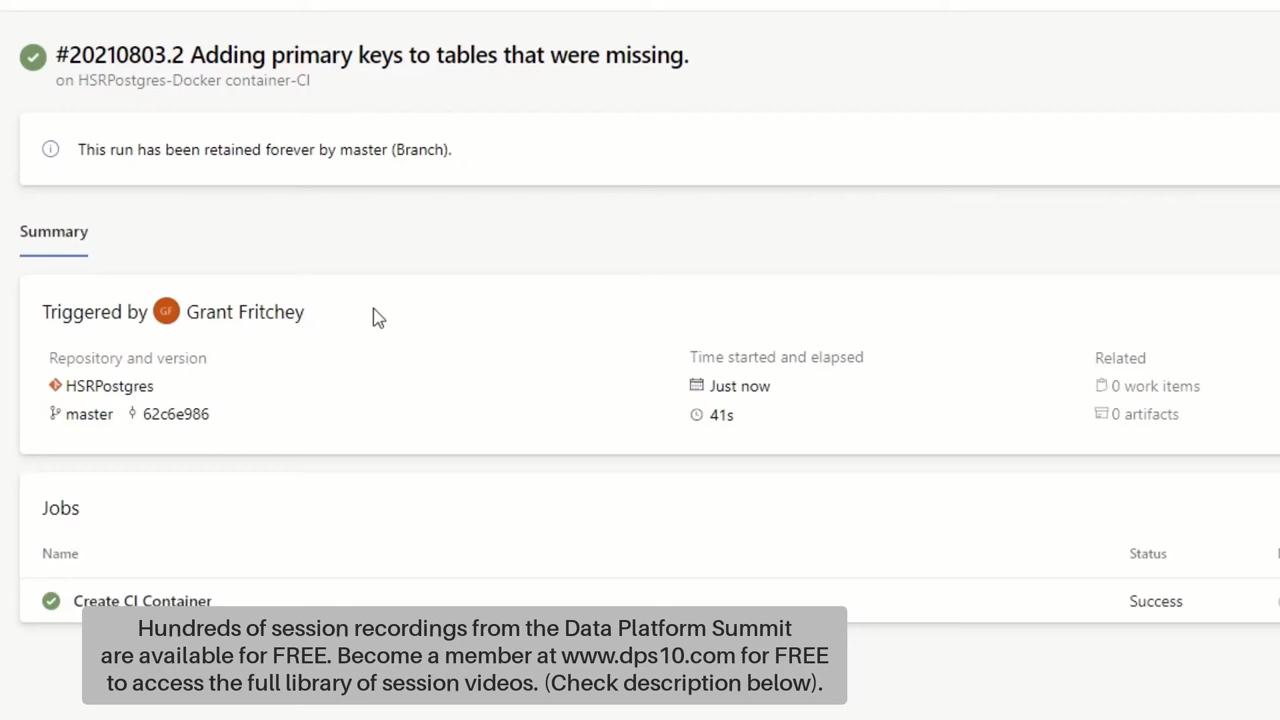 #20210803.2 Adding primary keys to tables that were missing.
on HSRPostgres-Docker container-CI
This run has been retained forever by master (Branch).
Summary
Triggered by GF Grant Fritchey
Repository and version
HSRPostgres
master 62c6e986
Time started and elapsed
Just now
41s
Related
0 work items
0 artifacts
Jobs
Name Status
Create CI Container Success
Hundreds of session recordings from the Data Platform Summit
are available for FREE. Become a member at www.dps10.com for FREE
to access the full library of session videos. (Check description below).